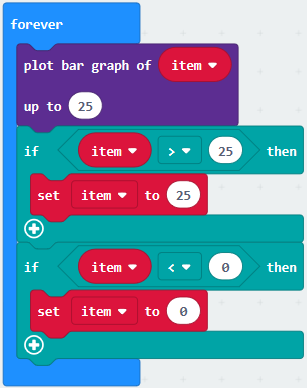 forever
plot bar graph of item
up to 25
if item > 25 then
set item to 25
if item < 0 then
set item to 0